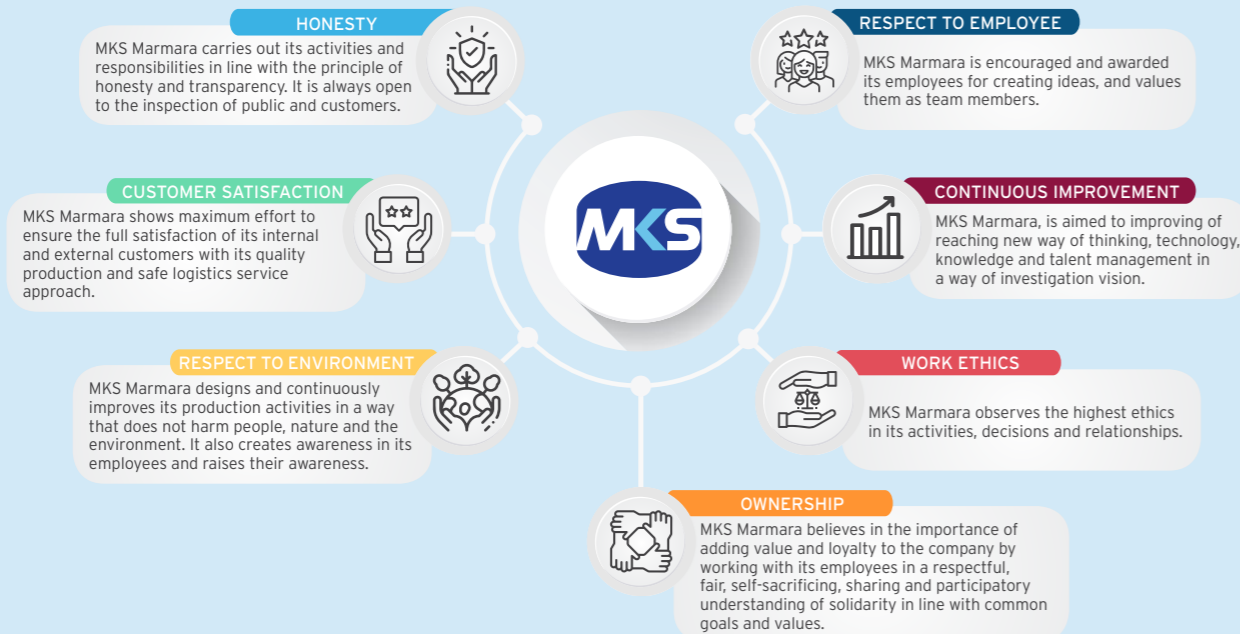 HONESTY
MKS Marmara carries out its activities and
responsibilities in line with the principle of
honesty and transparency. It is always open
to the inspection of public and customers.
RESPECT TO EMPLOYEE
MKS Marmara is encouraged and awarded
its employees for creating ideas, and values
them as team members.
CUSTOMER SATISFACTION
MKS Marmara shows maximum effort to
ensure the full satisfaction of its internal
and external customers with its quality
production and safe logistics service
approach.
MKS
CONTINUOUS IMPROVEMENT
MKS Marmara, is aimed to improving of
reaching new way of thinking, technology,
knowledge and talent management in
a way of investigation vision.
RESPECT TO ENVIRONMENT
MKS Marmara designs and continuously
improves its production activities in a way
that does not harm people, nature and the
environment. It also creates awareness in its
employees and raises their awareness.
WORK ETHICS
MKS Marmara observes the highest ethics
in its activities, decisions and relationships.
OWNERSHIP
MKS Marmara believes in the importance of
adding value and loyalty to the company by
working with its employees in a respectful,
fair, self-sacrificing, sharing and participatory
understanding of solidarity in line with common
goals and values.